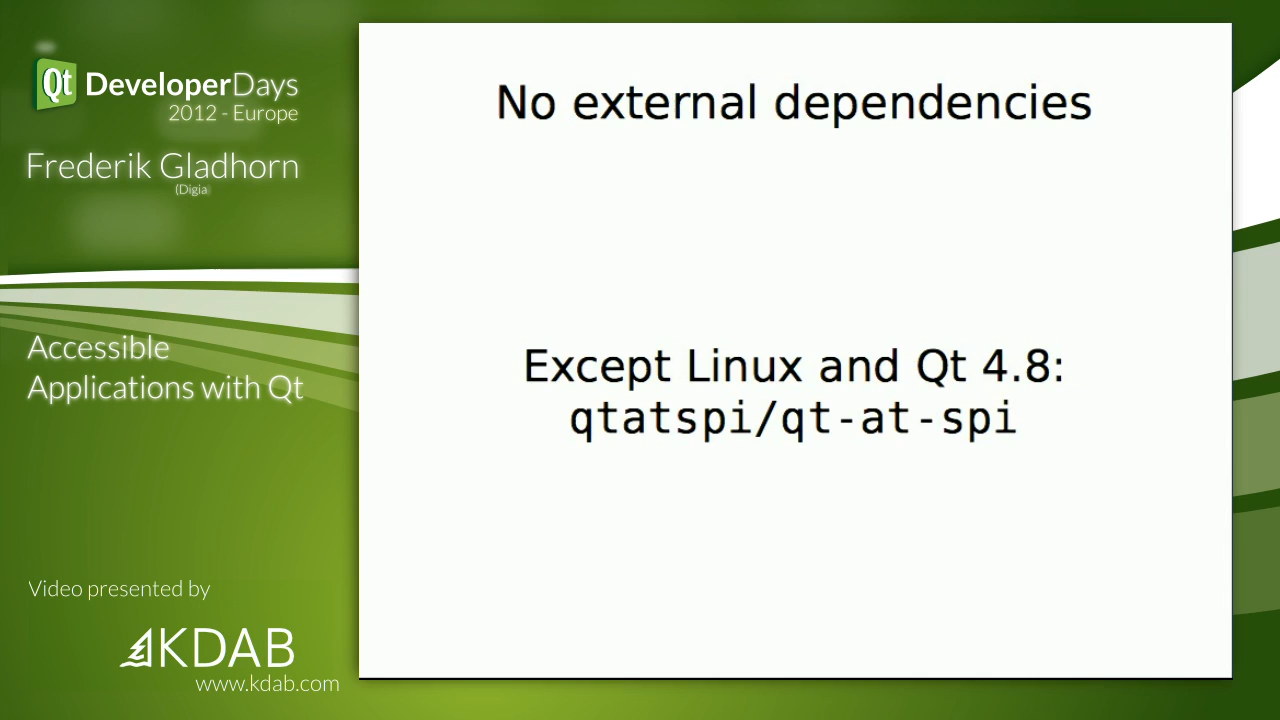 Qt DeveloperDays
2012 - Europe
Frederik Gladhorn
(Digia
Accessible
Applications with Qt
Video presented by
KDAB
www.kdab.com
No external dependencies
Except Linux and Qt 4.8:
qtatspi/qt-at-spi